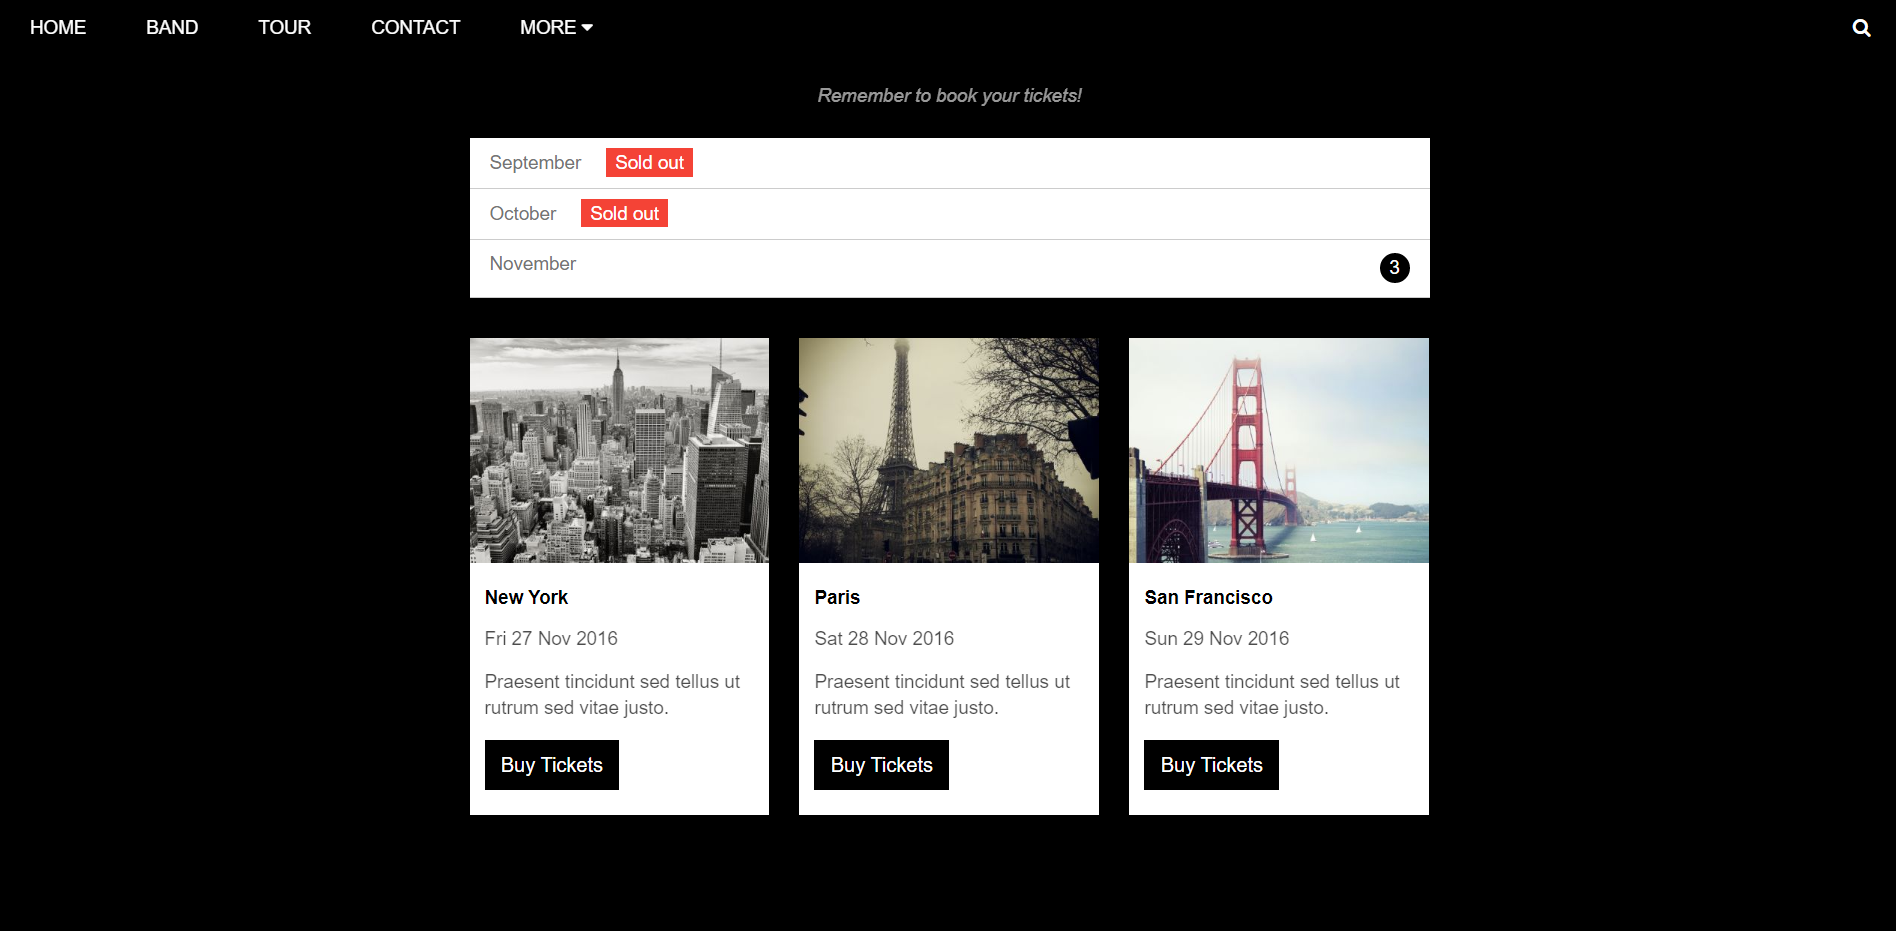 HOME BAND TOUR CONTACT MORE
Remember to book your tickets!
September Sold out
October Sold out
November 3
New York
Fri 27 Nov 2016
Praesent tincidunt sed tellus ut
rutrum sed vitae justo.
Buy Tickets
Paris
Sat 28 Nov 2016
Praesent tincidunt sed tellus ut
rutrum sed vitae justo.
Buy Tickets
San Francisco
Sun 29 Nov 2016
Praesent tincidunt sed tellus ut
rutrum sed vitae justo.
Buy Tickets